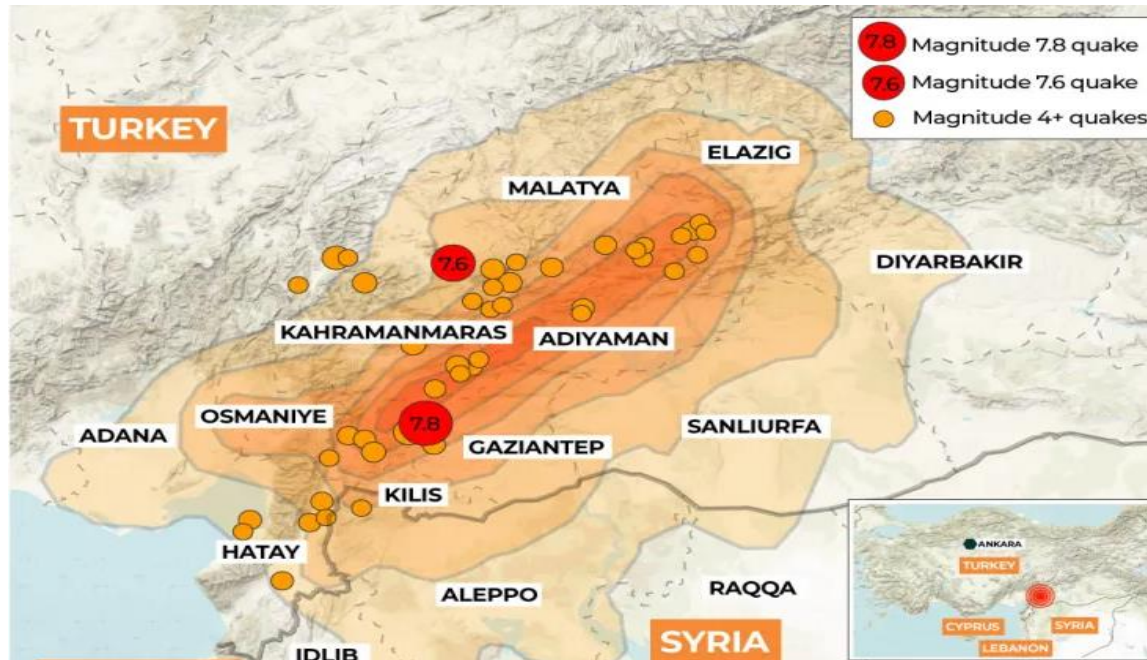 7.8 Magnitude 7.8 quake
7.6 Magnitude 7.6 quake
Magnitude 4+ quakes
TURKEY
ELAZIG
MALATYA
7.6
DIYARBAKIR
KAHRAMANMARAS
ADIYAMAN
OSMANIYE
7.8
ADANA
SANLIURFA
GAZIANTEP
KILIS
HATAY
ALEPPO
RAQQA
SYRIA
IDLIB
ANKARA
TURKEY
CYPRUS
SYRIA
LEBANON